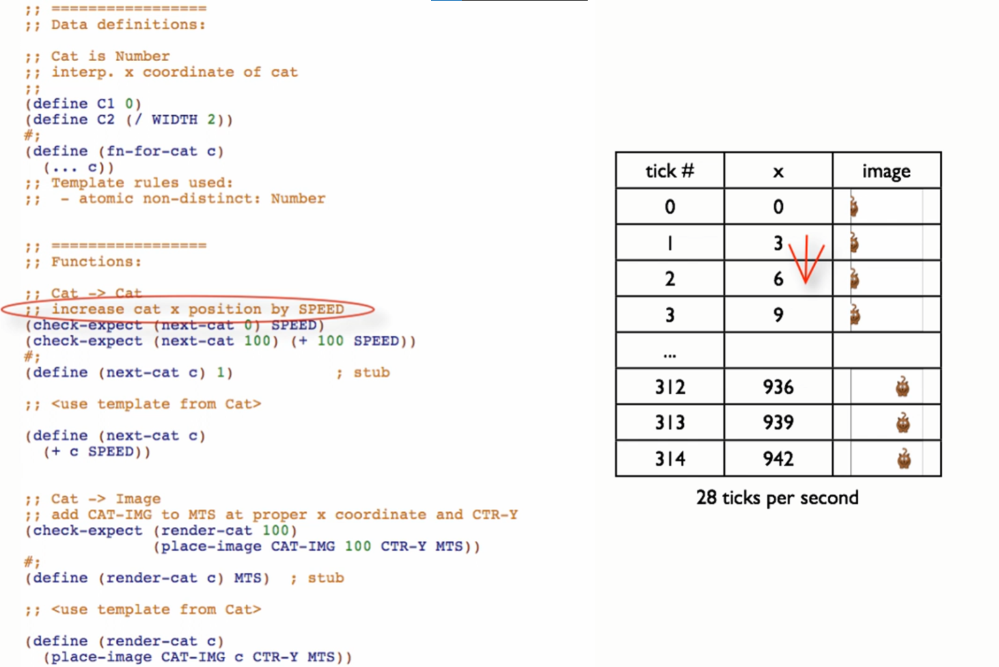 ;; =================
;; Data definitions:
;; Cat is Number
;; interp. x coordinate of cat
;;
(define C1 0)
(define C2 (/ WIDTH 2))
#;
(define (fn-for-cat c)
  (... c))
;; Template rules used:
;;  - atomic non-distinct: Number
;; =================
;; Functions:
;; Cat -> Cat
;; increase cat x position by SPEED
(check-expect (next-cat 0) SPEED)
(check-expect (next-cat 100) (+ 100 SPEED))
#;
(define (next-cat c) 1)           ; stub
;; <use template from Cat>
(define (next-cat c)
  (+ c SPEED))
;; Cat -> Image
;; add CAT-IMG to MTS at proper x coordinate and CTR-Y
(check-expect (render-cat 100)
              (place-image CAT-IMG 100 CTR-Y MTS))
#;
(define (render-cat c) MTS)  ; stub
;; <use template from Cat>
(define (render-cat c)
  (place-image CAT-IMG c CTR-Y MTS))
tick # x image
0 0
1 3
2 6
3 9
...
312 936
313 939
314 942
28 ticks per second